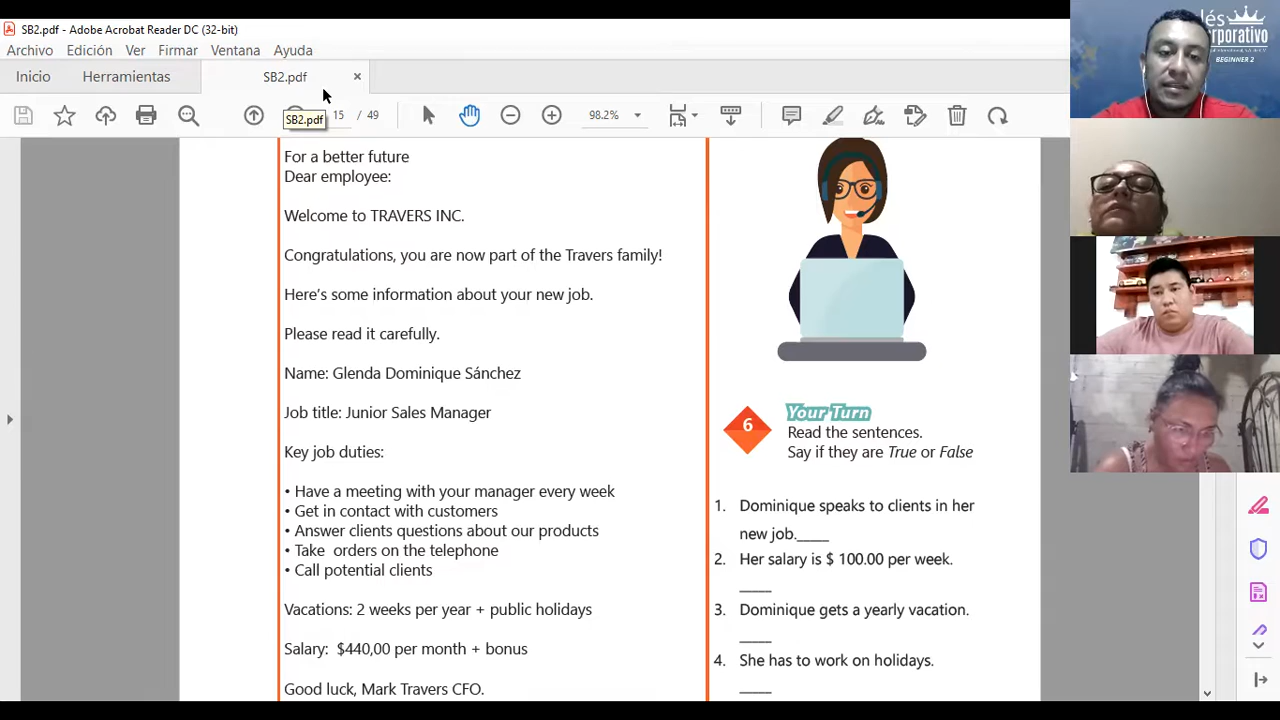 SB2.pdf - Adobe Acrobat Reader DC (32-bit)
Archivo Edición Ver Firmar Ventana Ayuda
Inicio Herramientas SB2.pdf ×
SB2.pdf 15 / 49 98.2%
For a better future
Dear employee:
Welcome to TRAVERS INC.
Congratulations, you are now part of the Travers family!
Here's some information about your new job.
Please read it carefully.
Name: Glenda Dominique Sánchez
Job title: Junior Sales Manager
Key job duties:
• Have a meeting with your manager every week
• Get in contact with customers
• Answer clients questions about our products
• Take orders on the telephone
• Call potential clients
Vacations: 2 weeks per year + public holidays
Salary: $440,00 per month + bonus
Good luck, Mark Travers CFO.
6 Your Turn
Read the sentences.
Say if they are True or False
1. Dominique speaks to clients in her
new job.____
2. Her salary is $ 100.00 per week.
____
3. Dominique gets a yearly vacation.
____
4. She has to work on holidays.
____
lés
rporativo
BEGINNER 2